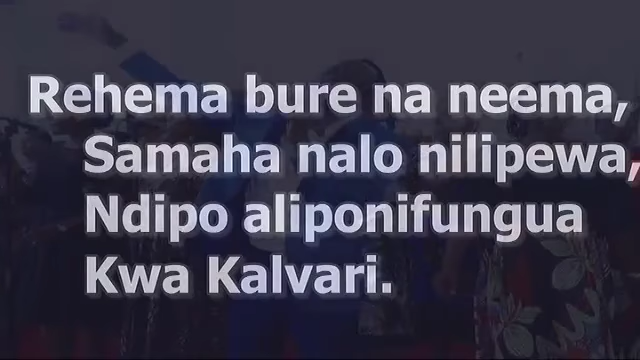 Rehema bure na neema,
Samaha nalo nilipewa,
Ndipo aliponifungua
Kwa Kalvari.